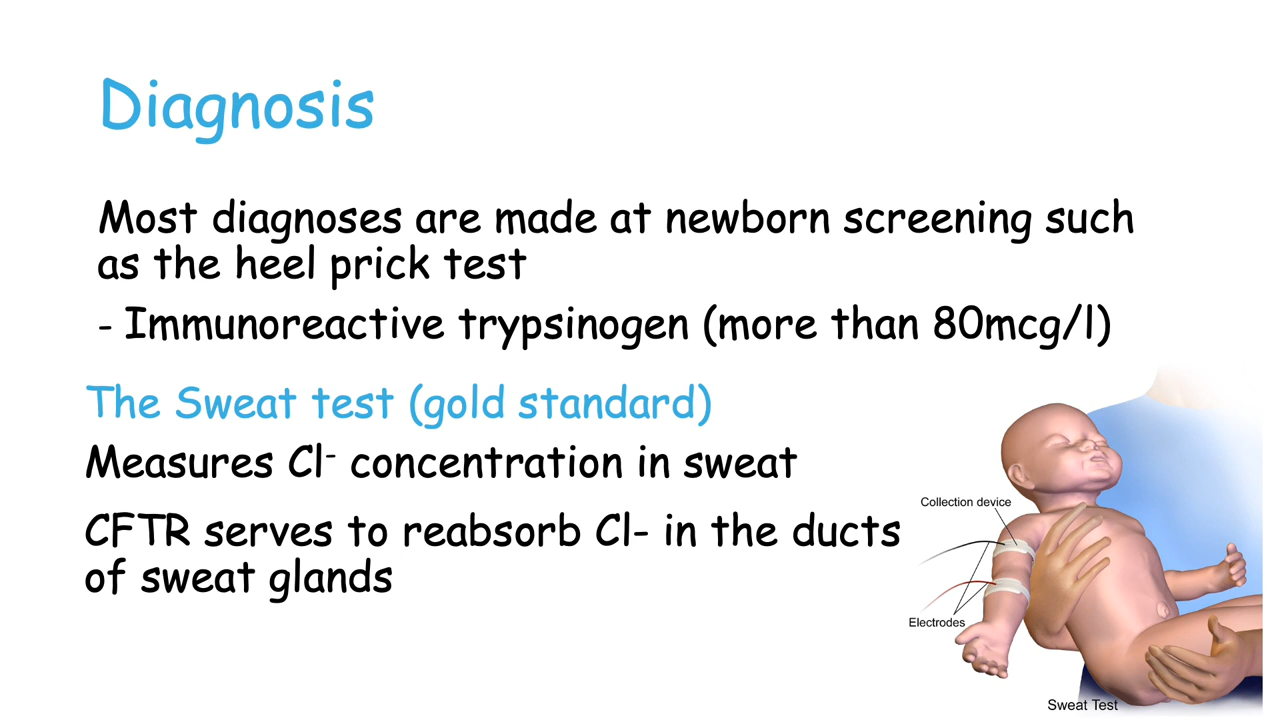 Diagnosis
Most diagnoses are made at newborn screening such
as the heel prick test
- Immunoreactive trypsinogen (more than 80mcg/l)
The Sweat test (gold standard)
Measures Cl⁻ concentration in sweat
CFTR serves to reabsorb Cl- in the ducts
of sweat glands
Collection device
Electrodes
Sweat Test